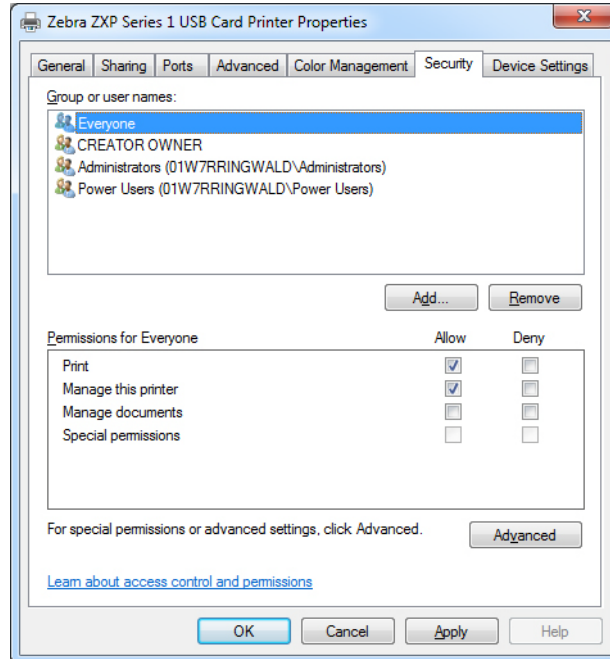 Zebra ZXP Series 1 USB Card Printer Properties
General Sharing Ports Advanced Color Management Security Device Settings
Group or user names:
Everyone
CREATOR OWNER
Administrators (01W7RRINGWALD\Administrators)
Power Users (01W7RRINGWALD\Power Users)
Add... Remove
Permissions for Everyone Allow Deny
Print
Manage this printer
Manage documents
Special permissions
For special permissions or advanced settings, click Advanced. Advanced
Learn about access control and permissions
OK Cancel Apply Help